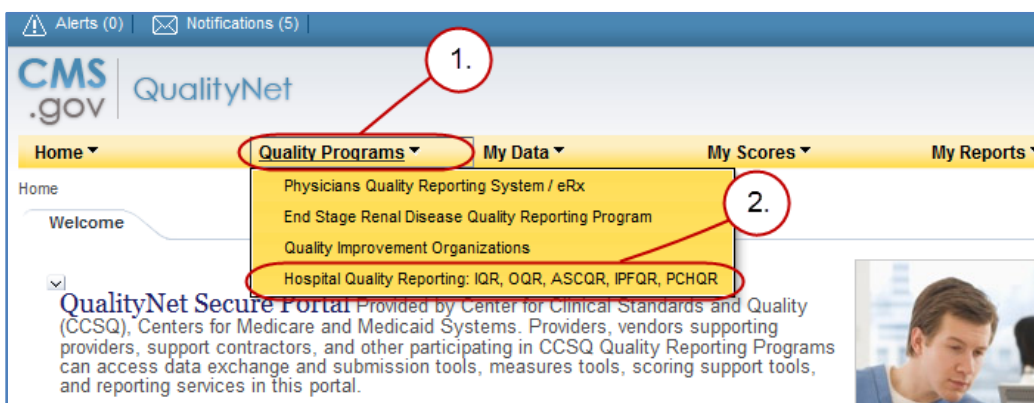 Alerts (0) Notifications (5)
1.
CMS
.gov
QualityNet
Home Quality Programs My Data My Scores My Reports
Home
Physicians Quality Reporting System / eRx
2.
Welcome
End Stage Renal Disease Quality Reporting Program
Quality Improvement Organizations
Hospital Quality Reporting: IQR, OQR, ASCQR, IPFQR, PCHQR
QualityNet Secure Portal Provided by Center for Clinical Standards and Quality
(CCSQ), Centers for Medicare and Medicaid Systems. Providers, vendors supporting
providers, support contractors, and other participating in CCSQ Quality Reporting Programs
can access data exchange and submission tools, measures tools, scoring support tools,
and reporting services in this portal.